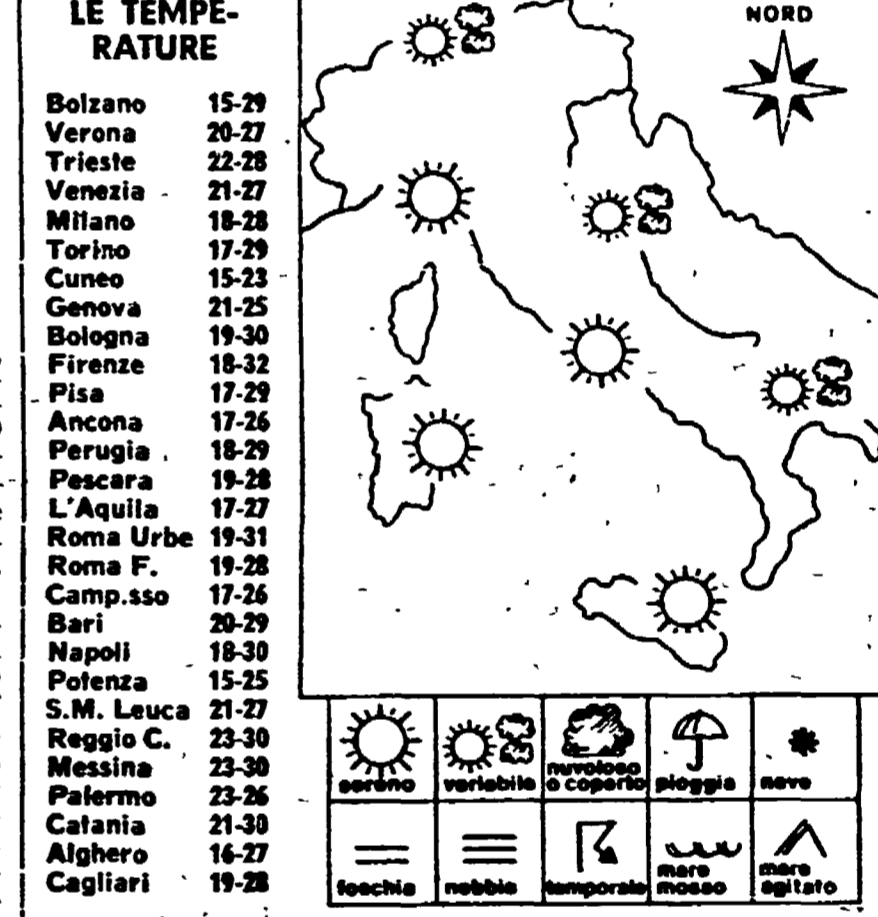 LE TEMPE-
RATURE
Bolzano 15-29
Verona 20-27
Trieste 22-28
Venezia 21-27
Milano 18-28
Torino 17-29
Cuneo 15-23
Genova 21-25
Bologna 19-30
Firenze 18-32
Pisa 17-29
Ancona 17-26
Perugia 18-29
Pescara 19-28
L'Aquila 17-27
Roma Urbe 19-31
Roma F. 19-28
Camp.sso 17-26
Bari 20-29
Napoli 18-30
Potenza 15-25
S.M. Leuca 21-27
Reggio C. 23-30
Messina 23-30
Palermo 23-26
Catania 21-30
Alghero 16-27
Cagliari 19-28
NORD
sereno
variabile
nuvoloso
o coperto
pioggia
neve
foschia
nebbia
temporale
mare
mosso
mare
agitato